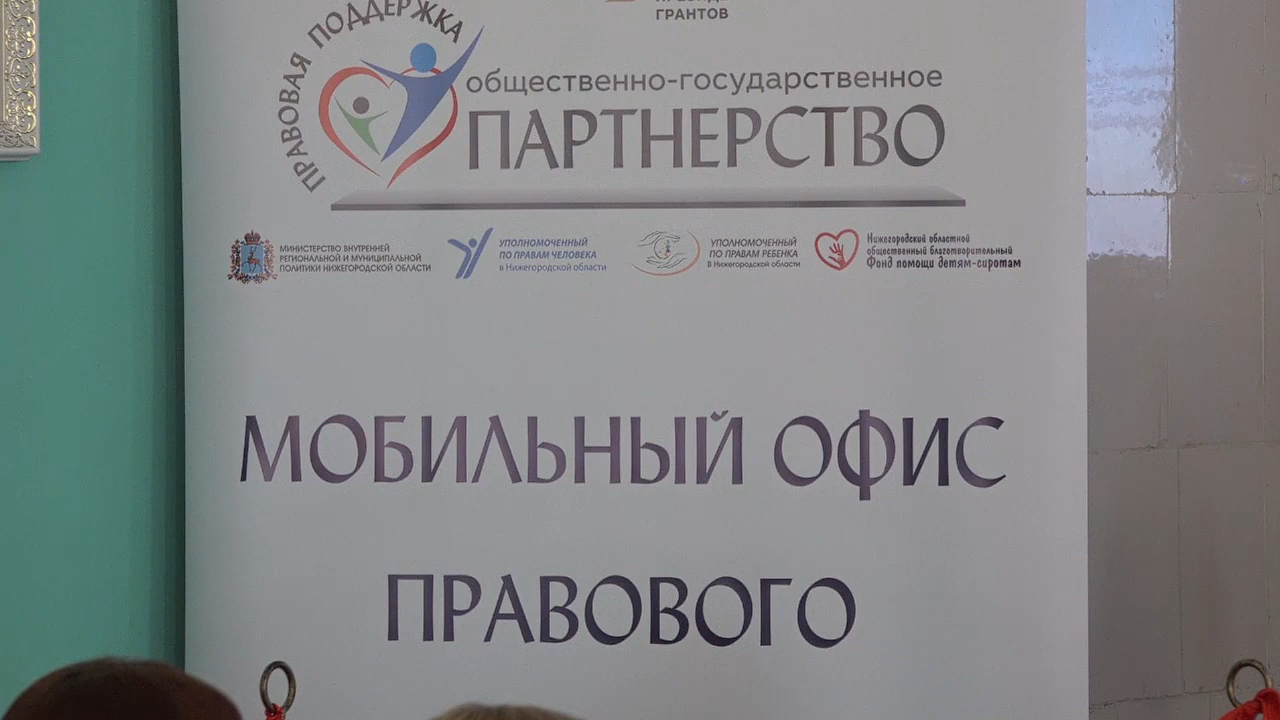 ГРАНТОВ
ПРАВОВАЯ ПОДДЕРЖКА
общественно-государственное
ПАРТНЕРСТВО
МИНИСТЕРСТВО ВНУТРЕННЕЙ
РЕГИОНАЛЬНОЙ И МУНИЦИПАЛЬНОЙ
ПОЛИТИКИ НИЖЕГОРОДСКОЙ ОБЛАСТИ
УПОЛНОМОЧЕННЫЙ
ПО ПРАВАМ ЧЕЛОВЕКА
в Нижегородской области
УПОЛНОМОЧЕННЫЙ
ПО ПРАВАМ РЕБЕНКА
в Нижегородской области
Нижегородский областной
общественный благотворительный
Фонд помощи детям-сиротам
МОБИЛЬНЫЙ ОФИС
ПРАВОВОГО